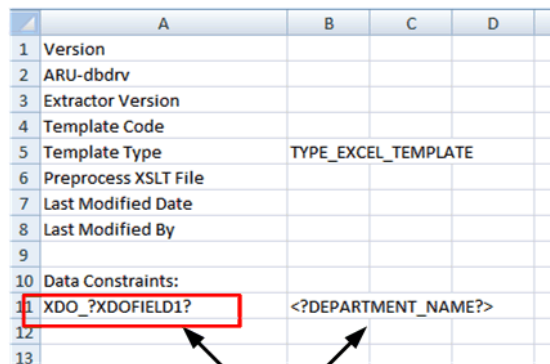 A B C D
1 Version
2 ARU-dbdrv
3 Extractor Version
4 Template Code
5 Template Type TYPE_EXCEL_TEMPLATE
6 Preprocess XSLT File
7 Last Modified Date
8 Last Modified By
9
10 Data Constraints:
11 XDO_?XDOFIELD1? <?DEPARTMENT_NAME?>
12
13